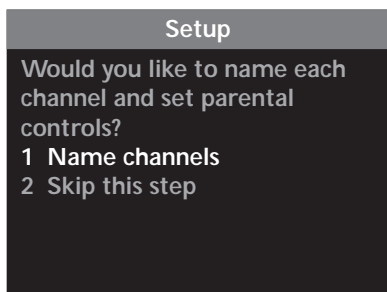 Setup
Would you like to name each
channel and set parental
controls?
1 Name channels
2 Skip this step